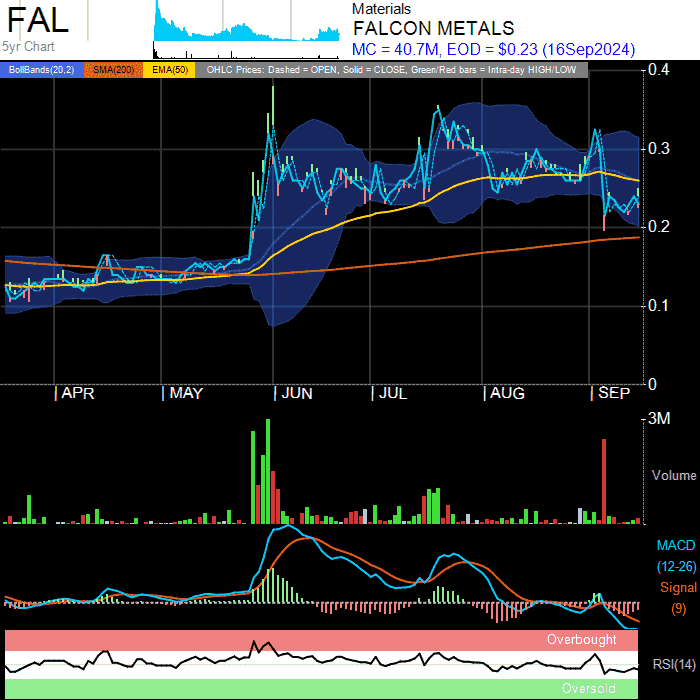 FAL
5yr Chart
Materials
FALCON METALS
MC = 40.7M, EOD = $0.23 (16Sep2024)
BollBands(20,2) SMA(200) EMA(50) OHLC Prices: Dashed = OPEN, Solid = CLOSE, Green/Red bars = Intra-day HIGH/LOW
0.4
0.3
0.2
0.1
0
APR MAY JUN JUL AUG SEP
3M
Volume
MACD
(12-26)
Signal
(9)
Overbought
RSI(14)
Oversold